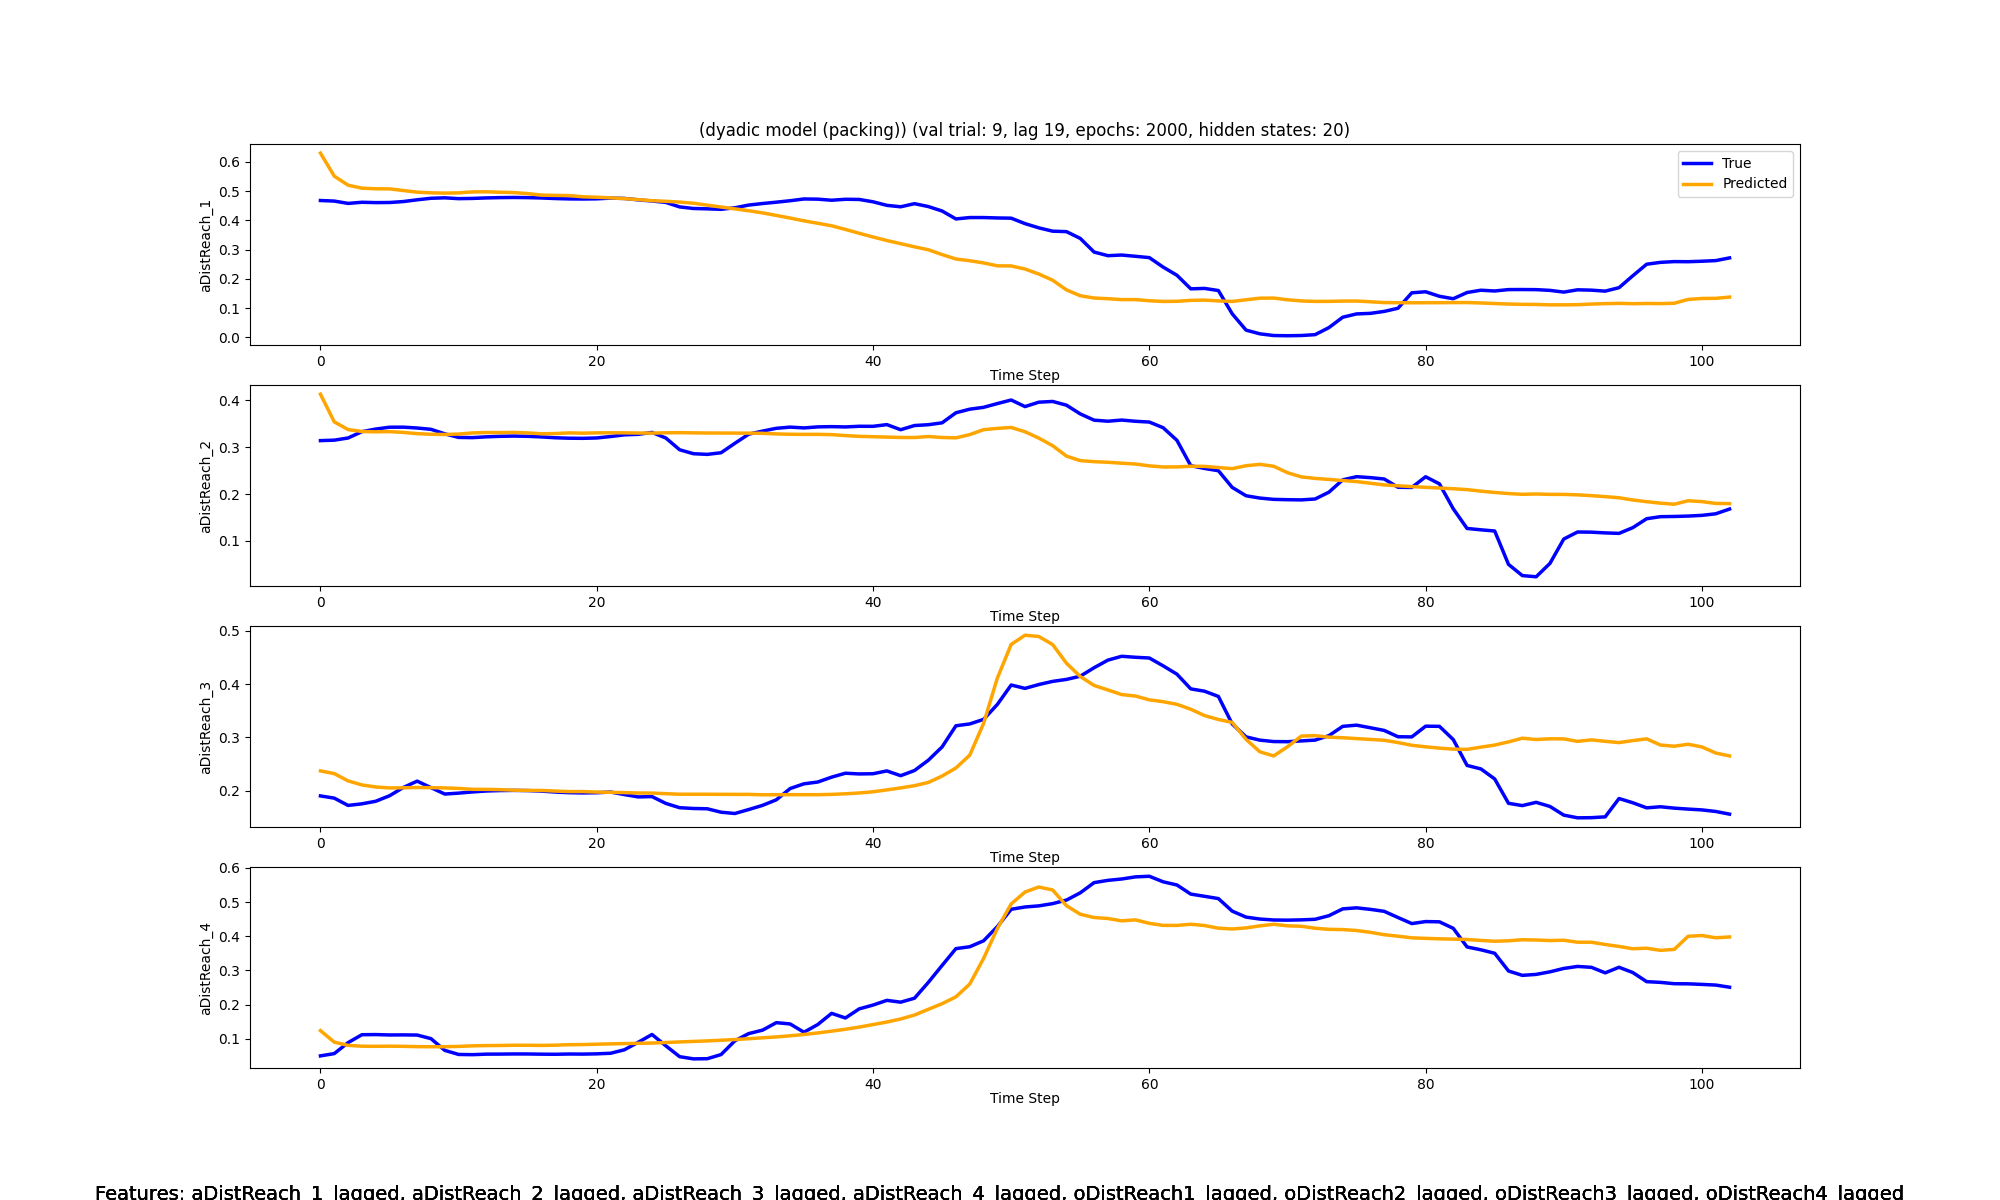 (dyadic model (packing)) (val trial: 9, lag 19, epochs: 2000, hidden states: 20)
True
Predicted
aDistReach_1
0.6
0.5
0.4
0.3
0.2
0.1
0.0
0 20 40 60 80 100
Time Step
aDistReach_2
0.4
0.3
0.2
0.1
0 20 40 60 80 100
Time Step
aDistReach_3
0.5
0.4
0.3
0.2
0 20 40 60 80 100
Time Step
aDistReach_4
0.6
0.5
0.4
0.3
0.2
0.1
0 20 40 60 80 100
Time Step
Features: aDistReach_1_lagged, aDistReach_2_lagged, aDistReach_3_lagged, aDistReach_4_lagged, oDistReach1_lagged, oDistReach2_lagged, oDistReach3_lagged, oDistReach4_lagged